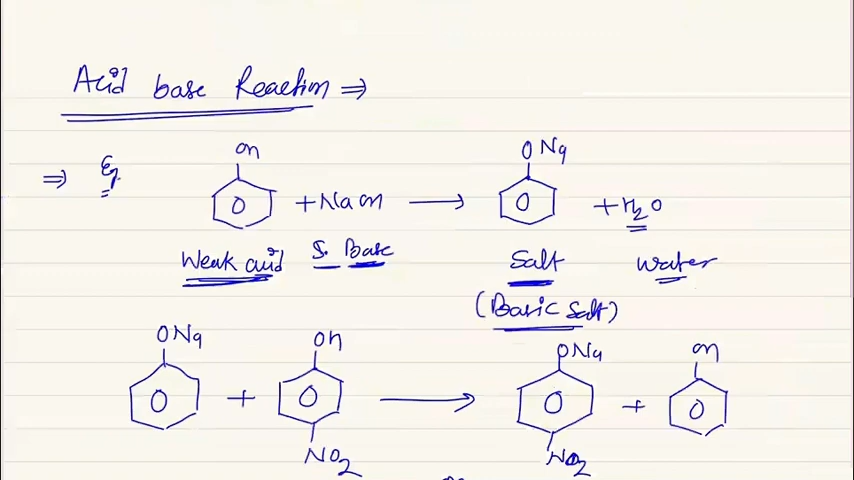 Acid base Reaction ⇒
⇒ Eg.
OH ONa
+ NaOH ⟶ + H2O
Weak acid S. Base Salt water
(Basic Salt)
ONa OH ONa OH
+ ⟶ +
NO2 NO2